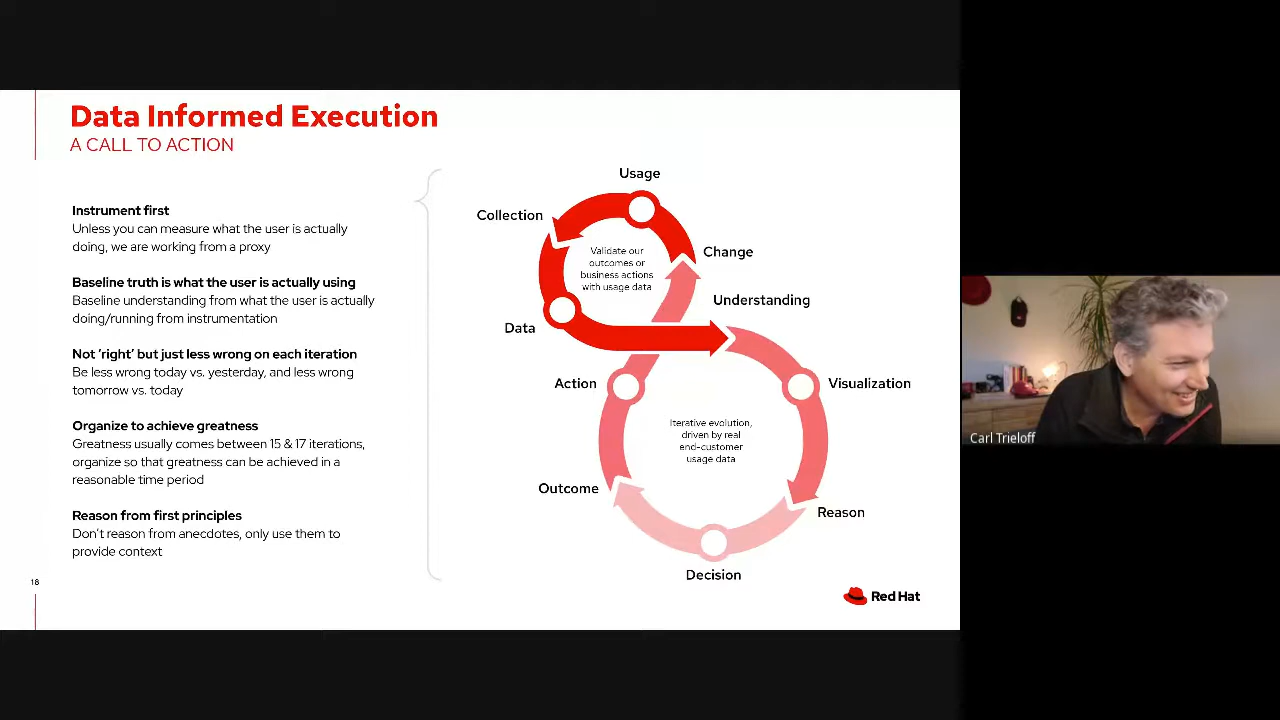 Data Informed Execution
A CALL TO ACTION
Instrument first
Unless you can measure what the user is actually
doing, we are working from a proxy
Baseline truth is what the user is actually using
Baseline understanding from what the user is actually
doing/running from instrumentation
Not ‘right’ but just less wrong on each iteration
Be less wrong today vs. yesterday, and less wrong
tomorrow vs. today
Organize to achieve greatness
Greatness usually comes between 15 & 17 iterations,
organize so that greatness can be achieved in a
reasonable time period
Reason from first principles
Don’t reason from anecdotes, only use them to
provide context
18
Usage
Collection
Change
Validate our
outcomes or
business actions
with usage data
Understanding
Data
Action
Visualization
Iterative evolution,
driven by real
end-customer
usage data
Outcome
Reason
Decision
Red Hat
Carl Trieloff